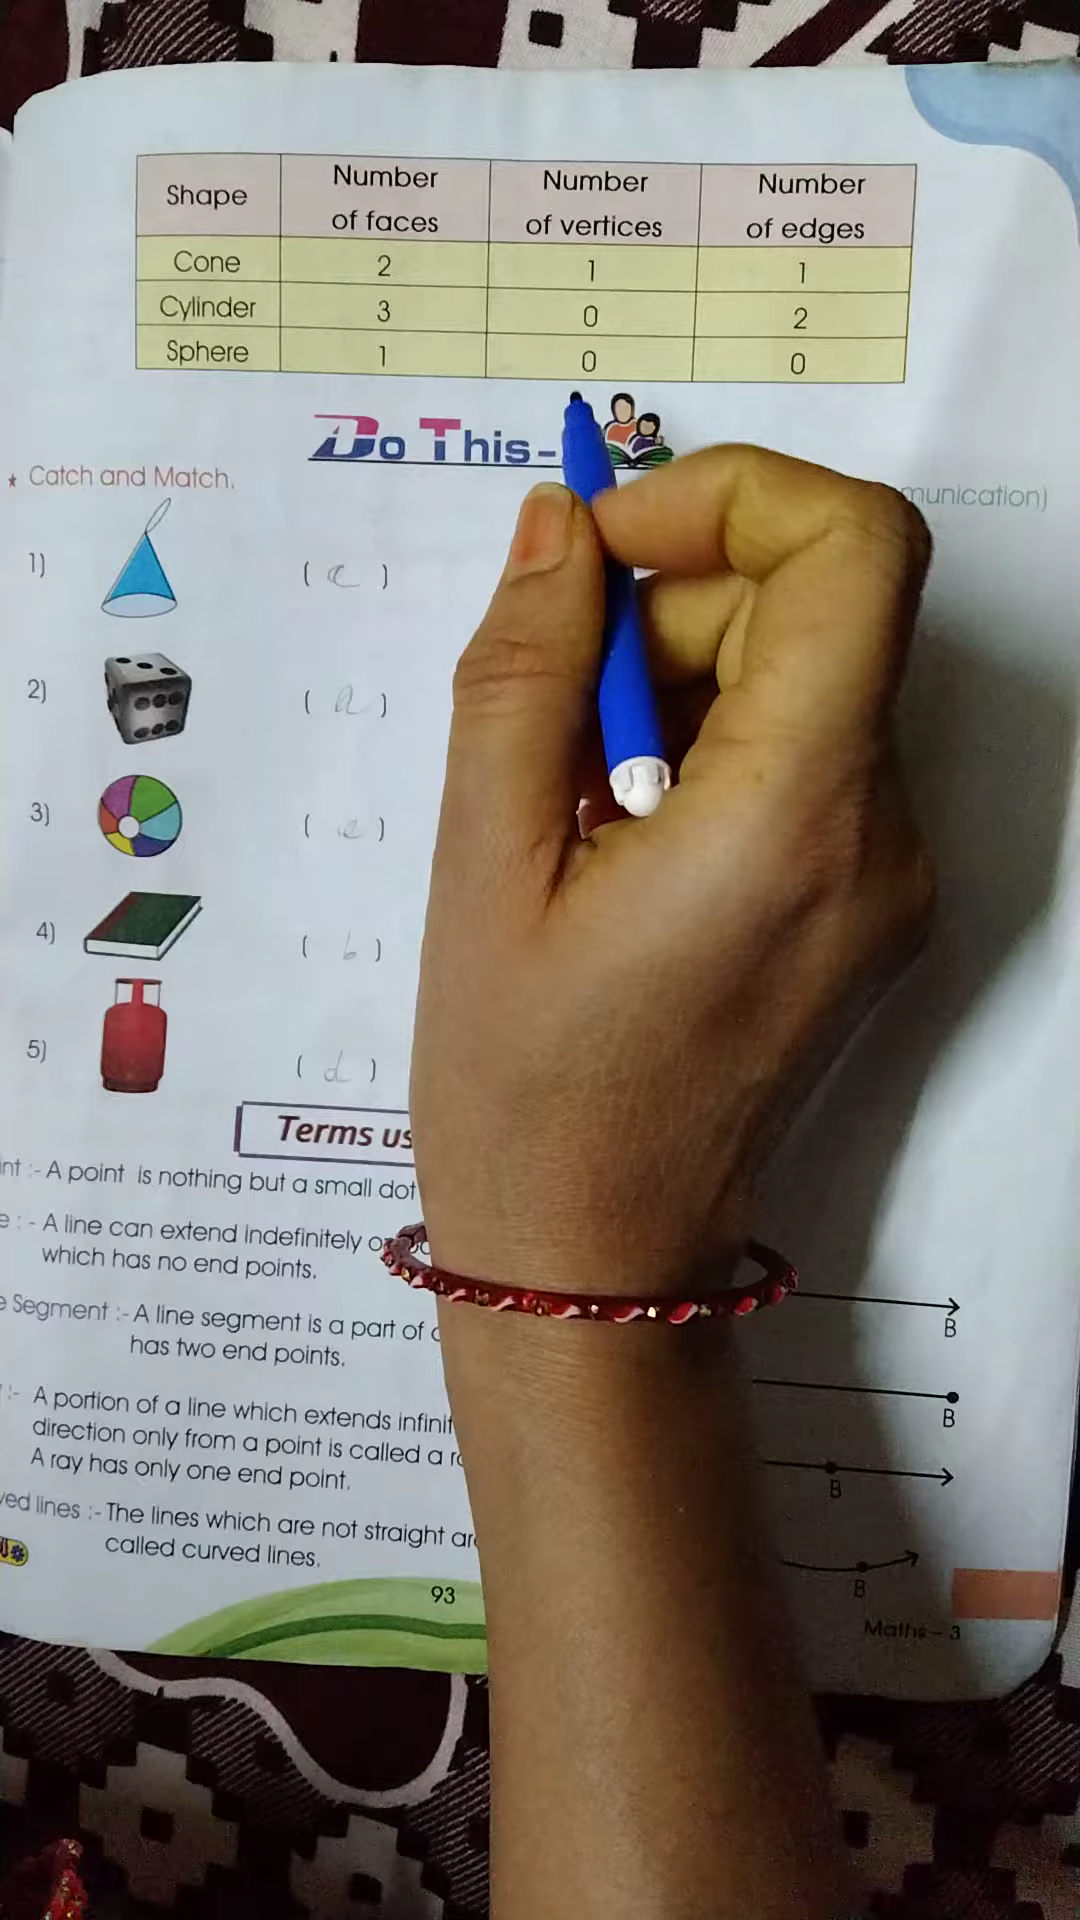 Shape Number of faces Number of vertices Number of edges
Cone 2 1 1
Cylinder 3 0 2
Sphere 1 0 0
Do This-
munication)
★ Catch and Match.
1) ( c )
2) ( a )
3) ( e )
4) ( b )
5) ( d )
Terms us
int :- A point is nothing but a small dot
e : - A line can extend indefinitely o
which has no end points.
B
e Segment :- A line segment is a part of
has two end points.
B
:- A portion of a line which extends infinit
direction only from a point is called a r
A ray has only one end point.
B
ved lines :- The lines which are not straight ar
called curved lines.
B
93
Maths - 3